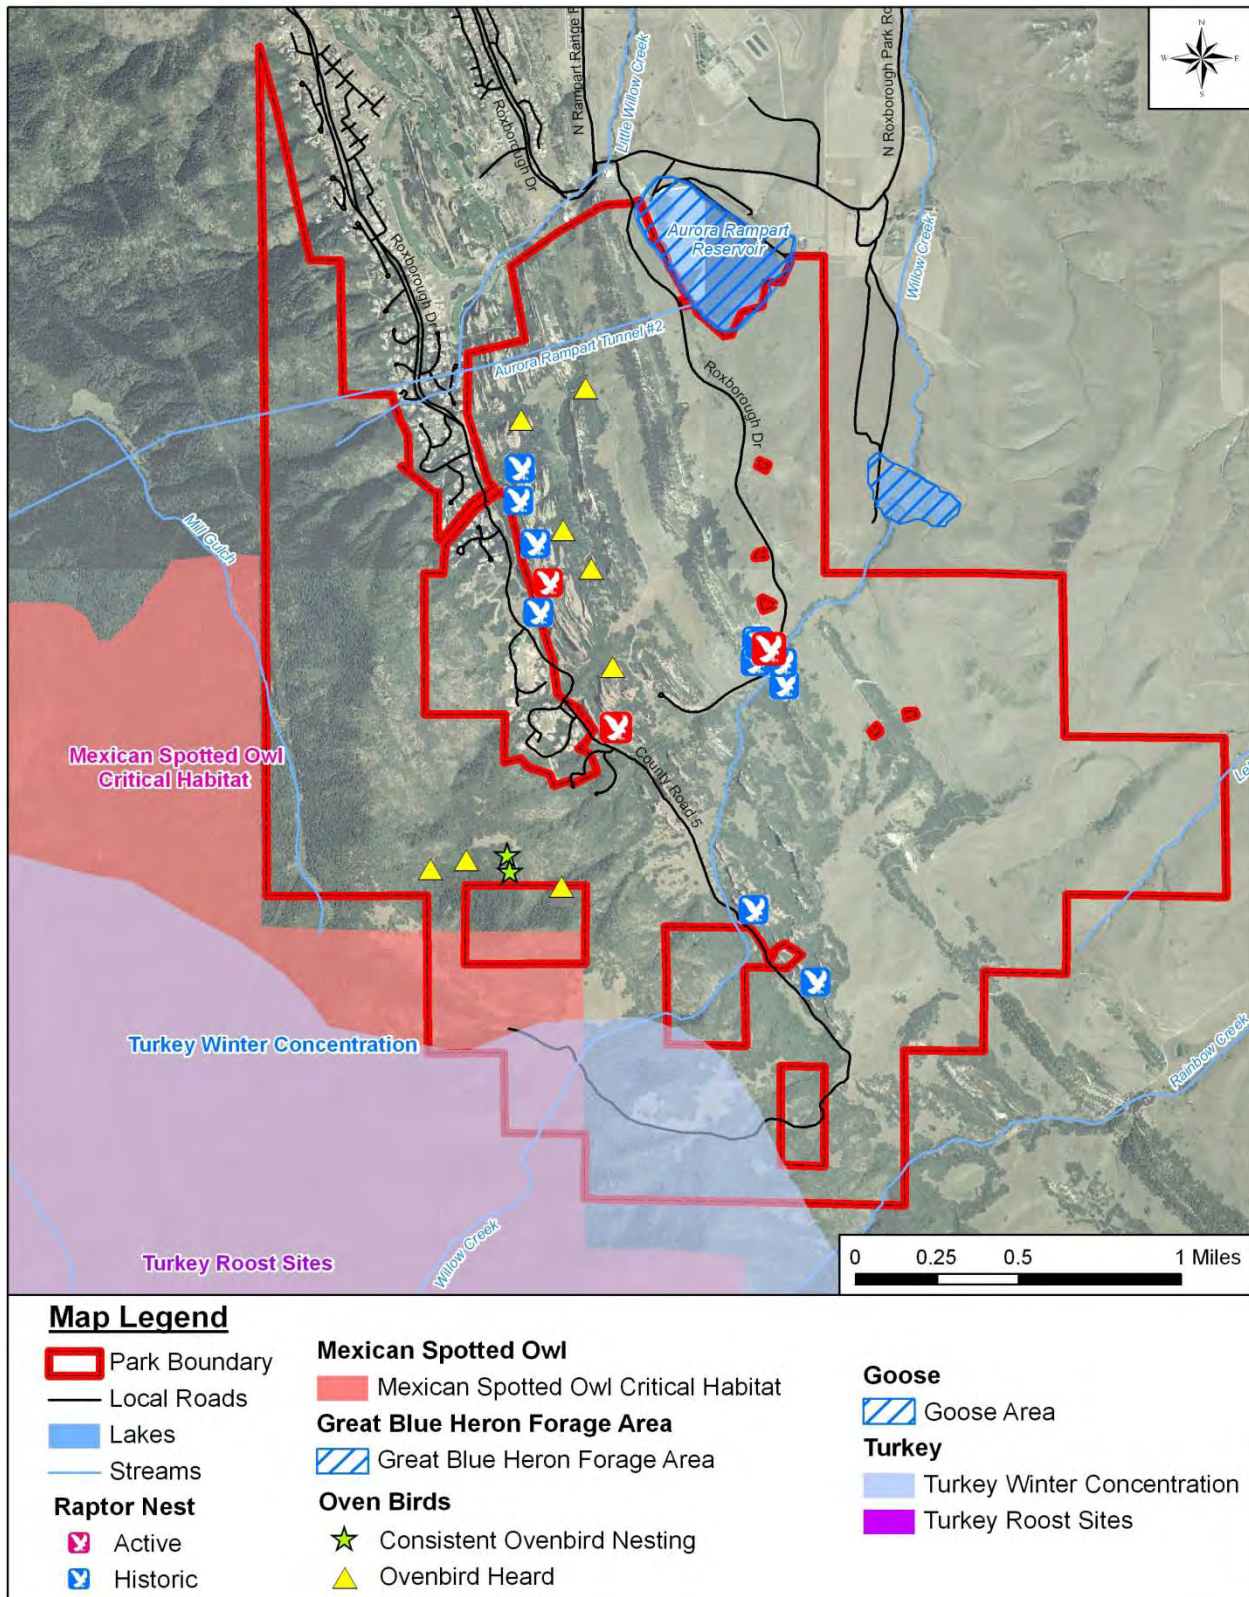 N
W E
S
N Rampart Range R
Roxborough Dr
Little Willow Creek
N Roxborough Park Ro
Aurora Rampart
Reservoir
Willow Creek
Roxborough Dr
Aurora Rampart Tunnel #2
Roxborough Dr
Mill Gulch
Mexican Spotted Owl
Critical Habitat
County Road 5
Le
Turkey Winter Concentration
Rainbow Creek
Willow Creek
Turkey Roost Sites
0 0.25 0.5 1 Miles
Map Legend
Park Boundary
Local Roads
Lakes
Streams
Raptor Nest
Active
Historic
Mexican Spotted Owl
Mexican Spotted Owl Critical Habitat
Great Blue Heron Forage Area
Great Blue Heron Forage Area
Oven Birds
Consistent Ovenbird Nesting
Ovenbird Heard
Goose
Goose Area
Turkey
Turkey Winter Concentration
Turkey Roost Sites